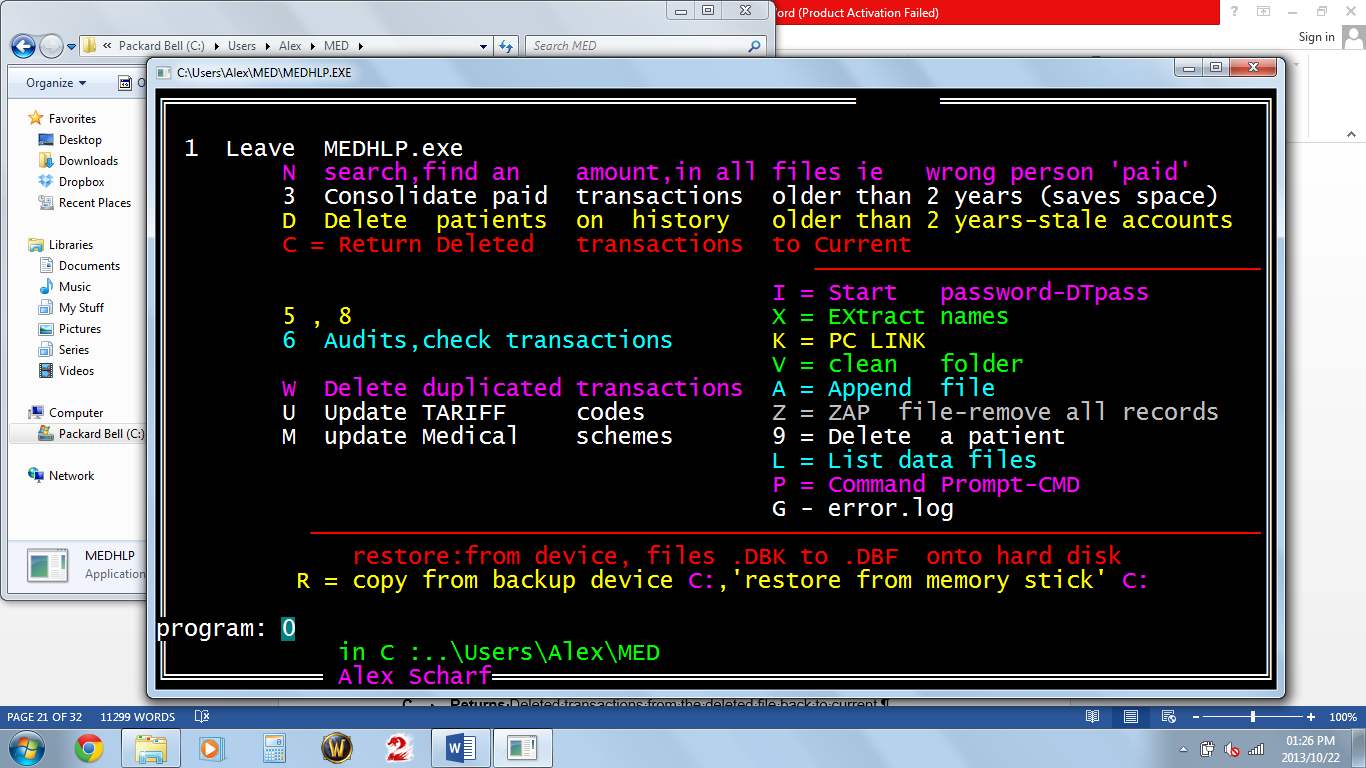 ord (Product Activation Failed)
Sign in
Packard Bell (C:) Users Alex MED
Search MED
C:\Users\Alex\MED\MEDHLP.EXE
Organize
Favorites
Desktop
Downloads
Dropbox
Recent Places
Libraries
Documents
Music
My Stuff
Pictures
Series
Videos
Computer
Packard Bell (C:)
Network
MEDHLP
Application
1 Leave MEDHLP.exe
N search,find an amount,in all files ie wrong person 'paid'
3 Consolidate paid transactions older than 2 years (saves space)
D Delete patients on history older than 2 years-stale accounts
C = Return Deleted transactions to Current
I = Start password-DTpass
5 , 8 X = EXtract names
6 Audits,check transactions K = PC LINK
V = clean folder
W Delete duplicated transactions A = Append file
U Update TARIFF codes Z = ZAP file-remove all records
M update Medical schemes 9 = Delete a patient
L = List data files
P = Command Prompt-CMD
G - error.log
restore:from device, files .DBK to .DBF onto hard disk
R = copy from backup device C:,'restore from memory stick' C:
program: 0
in C :..\Users\Alex\MED
Alex Scharf
C Returns Deleted transactions from the deleted file back to current.¶
PAGE 21 OF 32 11299 WORDS 100%
01:26 PM
2013/10/22